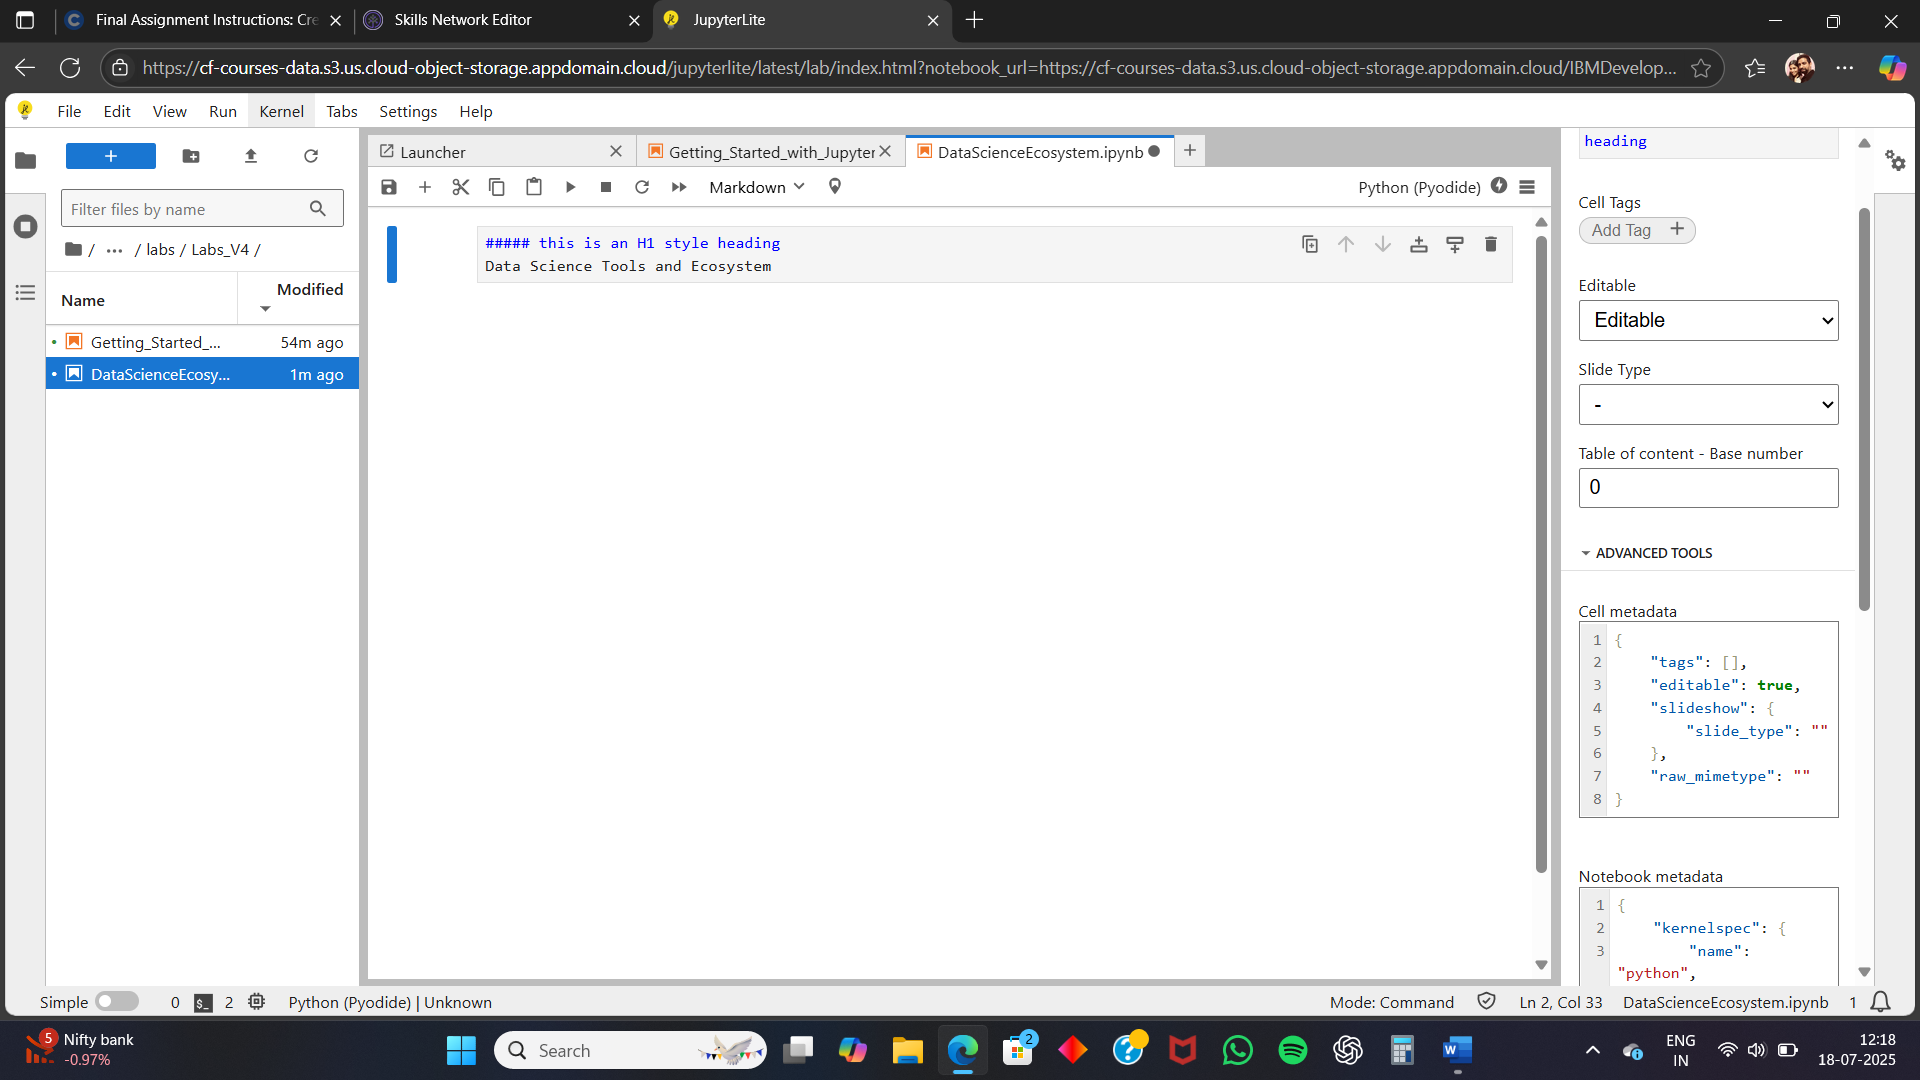 Final Assignment Instructions: Cre
Skills Network Editor
JupyterLite
https://cf-courses-data.s3.us.cloud-object-storage.appdomain.cloud/jupyterlite/latest/lab/index.html?notebook_url=https://cf-courses-data.s3.us.cloud-object-storage.appdomain.cloud/IBMDevelop...
File Edit View Run Kernel Tabs Settings Help
Launcher
Getting_Started_with_Jupyter
DataScienceEcosystem.ipynb
Filter files by name
/ ... / labs / Labs_V4 /
Name Modified
Getting_Started_... 54m ago
DataScienceEcosy... 1m ago
Markdown
Python (Pyodide)
##### this is an H1 style heading
Data Science Tools and Ecosystem
heading
Cell Tags
Add Tag +
Editable
Editable
Slide Type
-
Table of content - Base number
0
ADVANCED TOOLS
Cell metadata
1 {
2 "tags": [],
3 "editable": true,
4 "slideshow": {
5 "slide_type": ""
6 },
7 "raw_mimetype": ""
8 }
Notebook metadata
1 {
2 "kernelspec": {
3 "name":
"python",
Simple 0 $_ 2 Python (Pyodide) | Unknown
Mode: Command Ln 2, Col 33 DataScienceEcosystem.ipynb 1
5
Nifty bank
-0.97%
Search
2
ENG
IN
12:18
18-07-2025